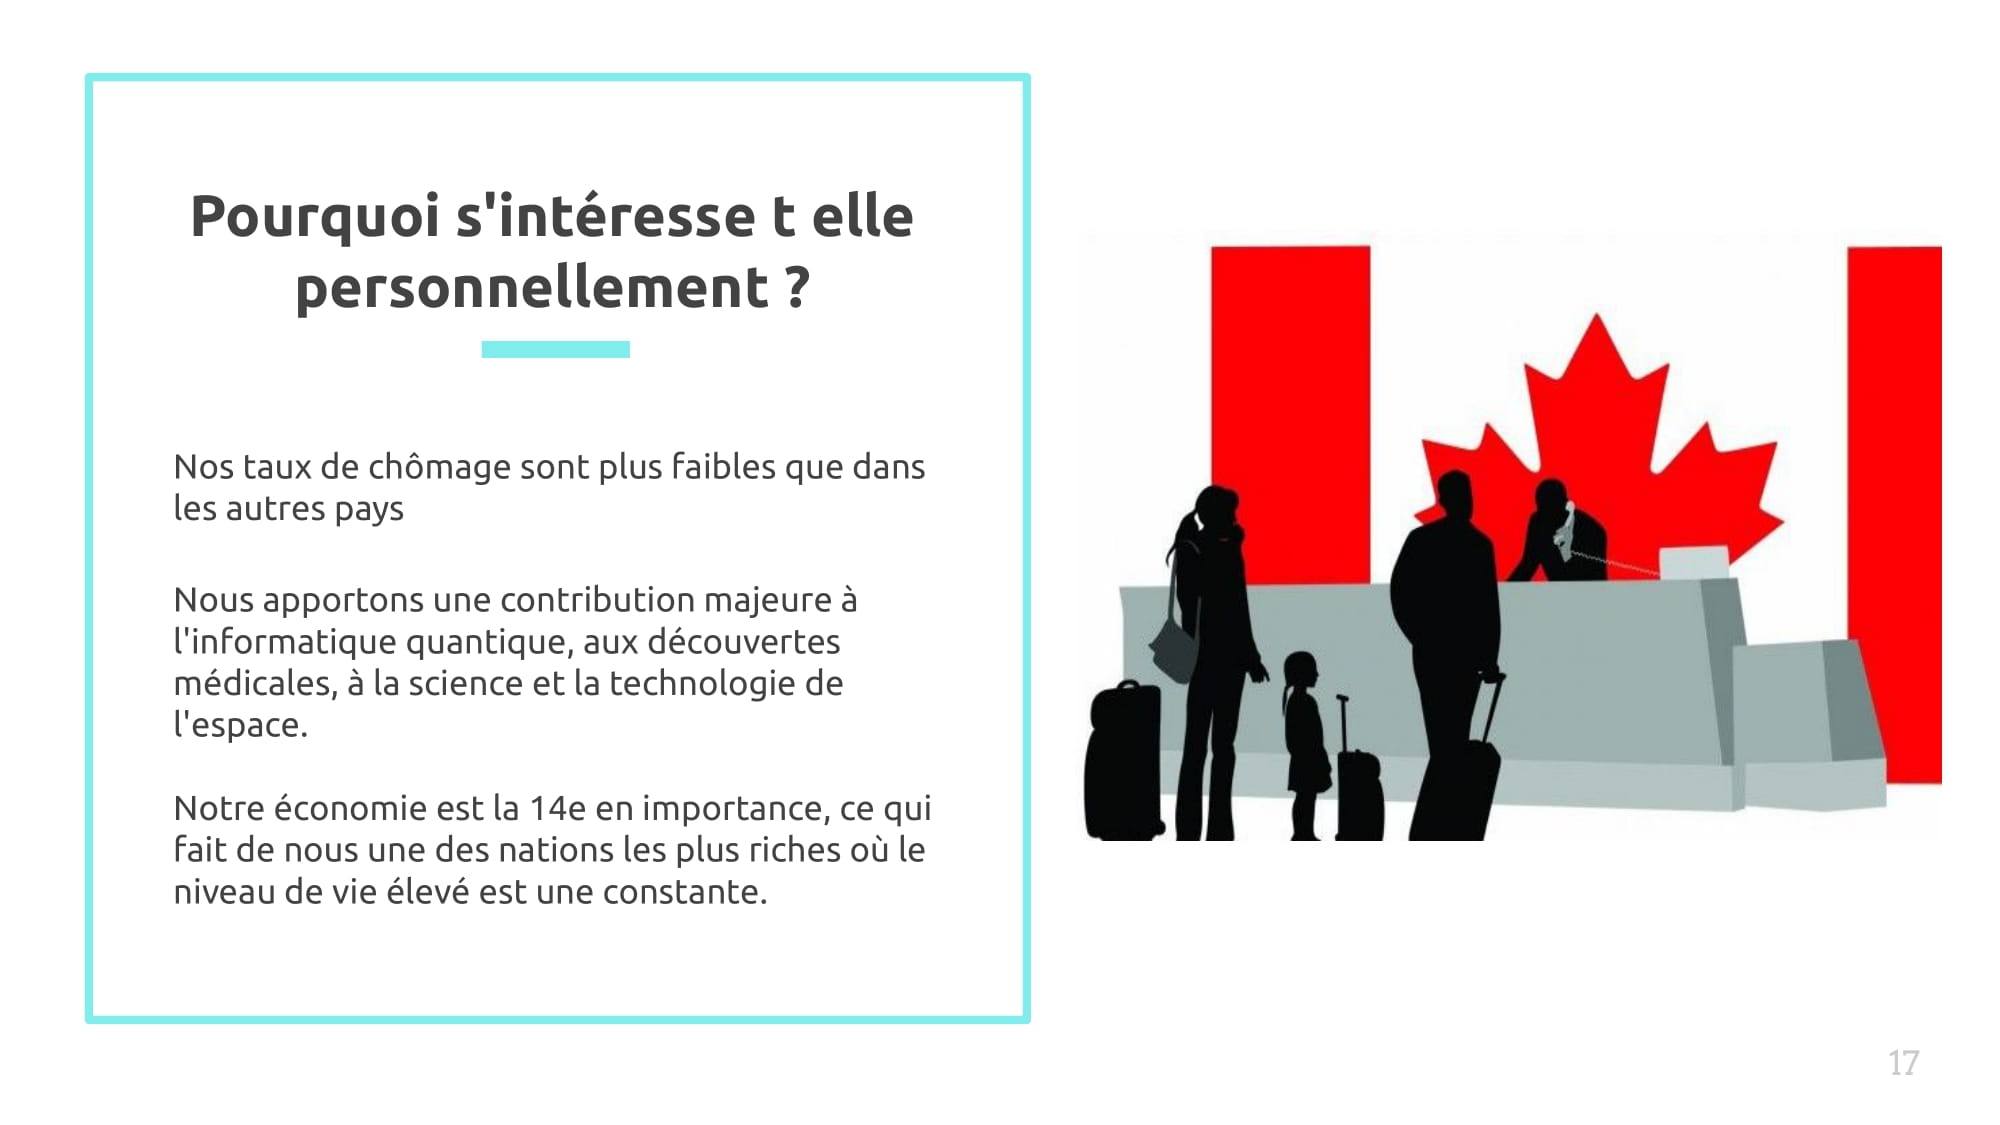 Pourquoi s'intéresse t elle
personnellement ?
Nos taux de chômage sont plus faibles que dans
les autres pays
Nous apportons une contribution majeure à
l'informatique quantique, aux découvertes
médicales, à la science et la technologie de
l'espace.
Notre économie est la 14e en importance, ce qui
fait de nous une des nations les plus riches où le
niveau de vie élevé est une constante.
17